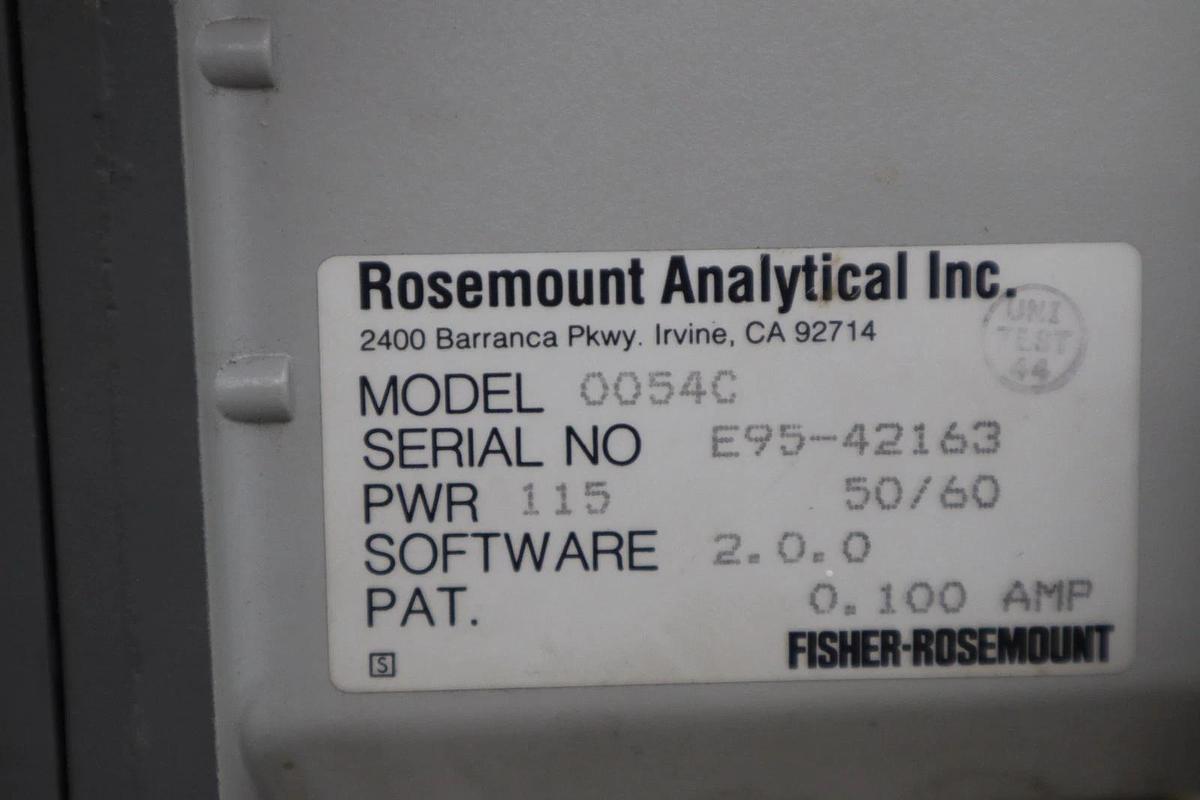 Rosemount Analytical Inc.
2400 Barranca Pkwy. Irvine, CA 92714
UNI
TEST
44
MODEL 0054C
SERIAL NO E95-42163
PWR 115 50/60
SOFTWARE 2.0.0
PAT. 0.100 AMP
S
FISHER-ROSEMOUNT